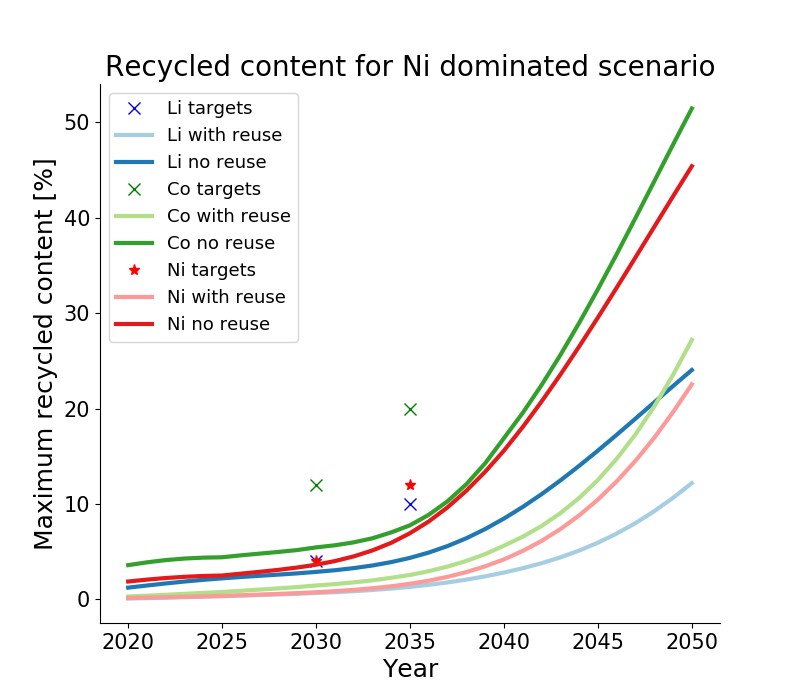 Recycled content for Ni dominated scenario
Li targets
Li with reuse
Li no reuse
Co targets
Co with reuse
Co no reuse
Ni targets
Ni with reuse
Ni no reuse
Maximum recycled content [%]
50
40
30
20
10
0
2020 2025 2030 2035 2040 2045 2050
Year